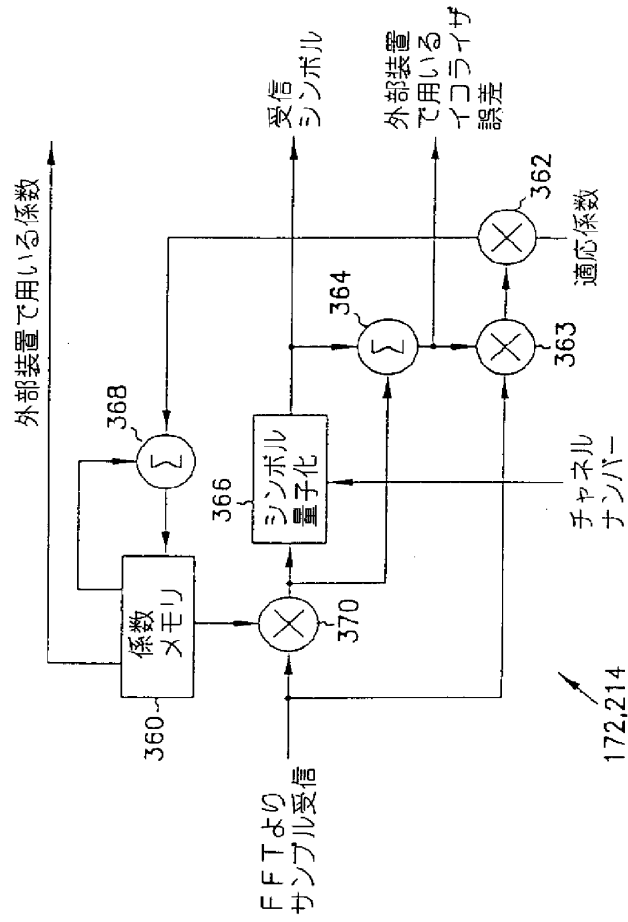 外部装置で用いる係数
368
係数
メモリ
360
受信
シンボル
366
シンボル
量子化
364
外部装置
で用いる
イコライザ
誤差
370
FFTより
サンプル受信
362
363
適応係数
チャネル
ナンバー
172,214
Σ
Σ